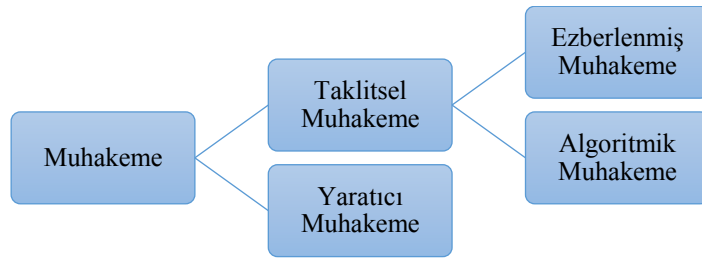 Muhakeme
Taklitsel
Muhakeme
Yaratıcı
Muhakeme
Ezberlenmiş
Muhakeme
Algoritmik
Muhakeme